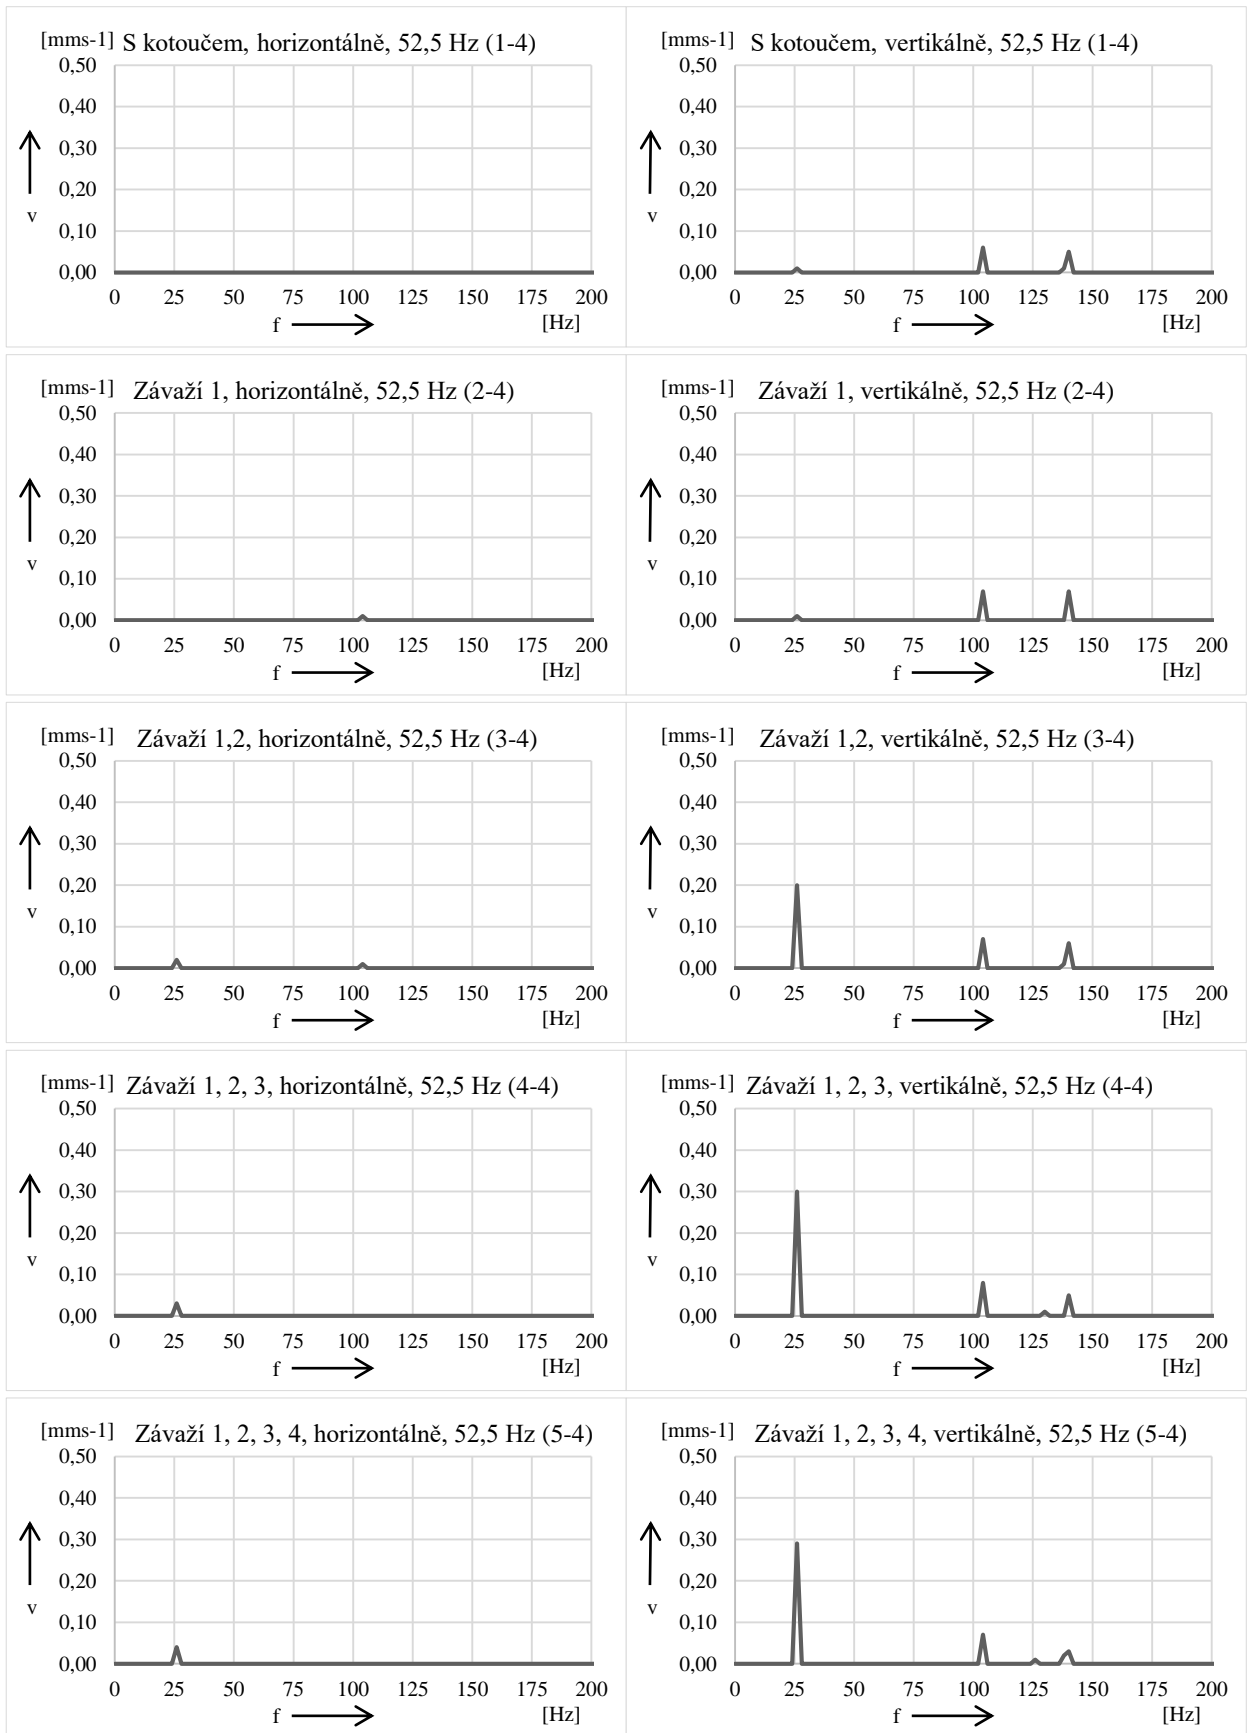 [mms-1] S kotoučem, horizontálně, 52,5 Hz (1-4)
0,50
0,40
0,30
0,20
v
0,10
0,00
0 25 50 75 100 125 150 175 200
f [Hz]
[mms-1] S kotoučem, vertikálně, 52,5 Hz (1-4)
0,50
0,40
0,30
0,20
v
0,10
0,00
0 25 50 75 100 125 150 175 200
f [Hz]
[mms-1] Závaží 1, horizontálně, 52,5 Hz (2-4)
0,50
0,40
0,30
0,20
v
0,10
0,00
0 25 50 75 100 125 150 175 200
f [Hz]
[mms-1] Závaží 1, vertikálně, 52,5 Hz (2-4)
0,50
0,40
0,30
0,20
v
0,10
0,00
0 25 50 75 100 125 150 175 200
f [Hz]
[mms-1] Závaží 1,2, horizontálně, 52,5 Hz (3-4)
0,50
0,40
0,30
0,20
v
0,10
0,00
0 25 50 75 100 125 150 175 200
f [Hz]
[mms-1] Závaží 1,2, vertikálně, 52,5 Hz (3-4)
0,50
0,40
0,30
0,20
v
0,10
0,00
0 25 50 75 100 125 150 175 200
f [Hz]
[mms-1] Závaží 1, 2, 3, horizontálně, 52,5 Hz (4-4)
0,50
0,40
0,30
0,20
v
0,10
0,00
0 25 50 75 100 125 150 175 200
f [Hz]
[mms-1] Závaží 1, 2, 3, vertikálně, 52,5 Hz (4-4)
0,50
0,40
0,30
0,20
v
0,10
0,00
0 25 50 75 100 125 150 175 200
f [Hz]
[mms-1] Závaží 1, 2, 3, 4, horizontálně, 52,5 Hz (5-4)
0,50
0,40
0,30
0,20
v
0,10
0,00
0 25 50 75 100 125 150 175 200
f [Hz]
[mms-1] Závaží 1, 2, 3, 4, vertikálně, 52,5 Hz (5-4)
0,50
0,40
0,30
0,20
v
0,10
0,00
0 25 50 75 100 125 150 175 200
f [Hz]